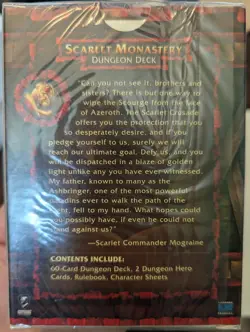 SCARLET MONASTERY
DUNGEON DECK
"Can you not see it, brothers and
sisters? There is but one way to
wipe the Scourge from the face
of Azeroth. The Scarlet Crusade
offers you the protection that you
so desperately desire, and if you
pledge yourself to us, surely we will
reach our ultimate goal. Defy us, and you
will be dispatched in a blaze of golden
light unlike any you have ever witnessed.
My father, known to many as the
Ashbringer, one of the most powerful
paladins ever to walk the path of the
Light, fell to my hand. What hopes could
you possibly have, if even he could not
stand against us?"
—Scarlet Commander Mograine
CONTENTS INCLUDE:
60-Card Dungeon Deck, 2 Dungeon Hero
Cards, Rulebook, Character Sheets